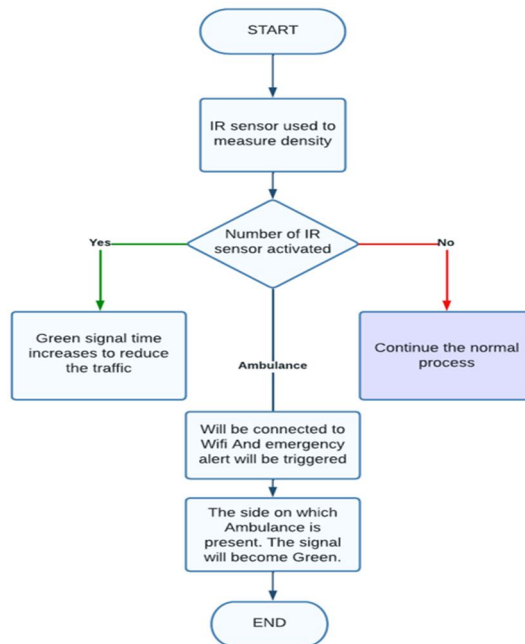 START
IR sensor used to
measure density
Number of IR
sensor activated
Yes
No
Green signal time
increases to reduce
the traffic
Continue the normal
process
Ambulance
Will be connected to
Wifi And emergency
alert will be triggered
The side on which
Ambulance is
present. The signal
will become Green.
END